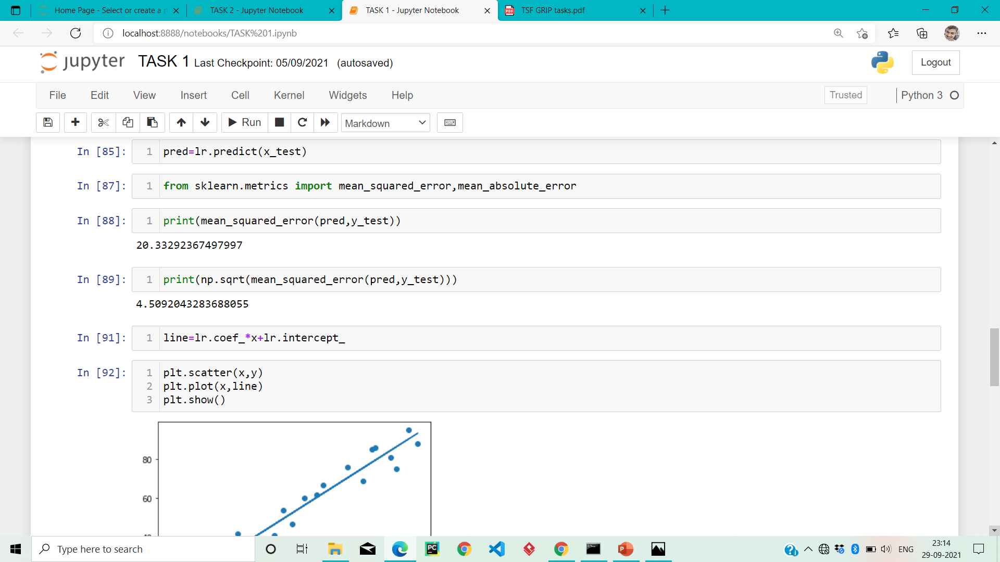 Home Page - Select or create a n
TASK 2 - Jupyter Notebook
TASK 1 - Jupyter Notebook
PDF
TSF GRIP tasks.pdf
localhost:8888/notebooks/TASK%201.ipynb
jupyter TASK 1 Last Checkpoint: 05/09/2021 (autosaved)
Logout
File Edit View Insert Cell Kernel Widgets Help
Trusted
Python 3
Run
Markdown
In [85]: 1 pred=lr.predict(x_test)
In [87]: 1 from sklearn.metrics import mean_squared_error,mean_absolute_error
In [88]: 1 print(mean_squared_error(pred,y_test))
20.33292367497997
In [89]: 1 print(np.sqrt(mean_squared_error(pred,y_test)))
4.5092043283688055
In [91]: 1 line=lr.coef_*x+lr.intercept_
In [92]: 1 plt.scatter(x,y)
2 plt.plot(x,line)
3 plt.show()
80
60
Type here to search
PC
P
ENG
23:14
29-09-2021